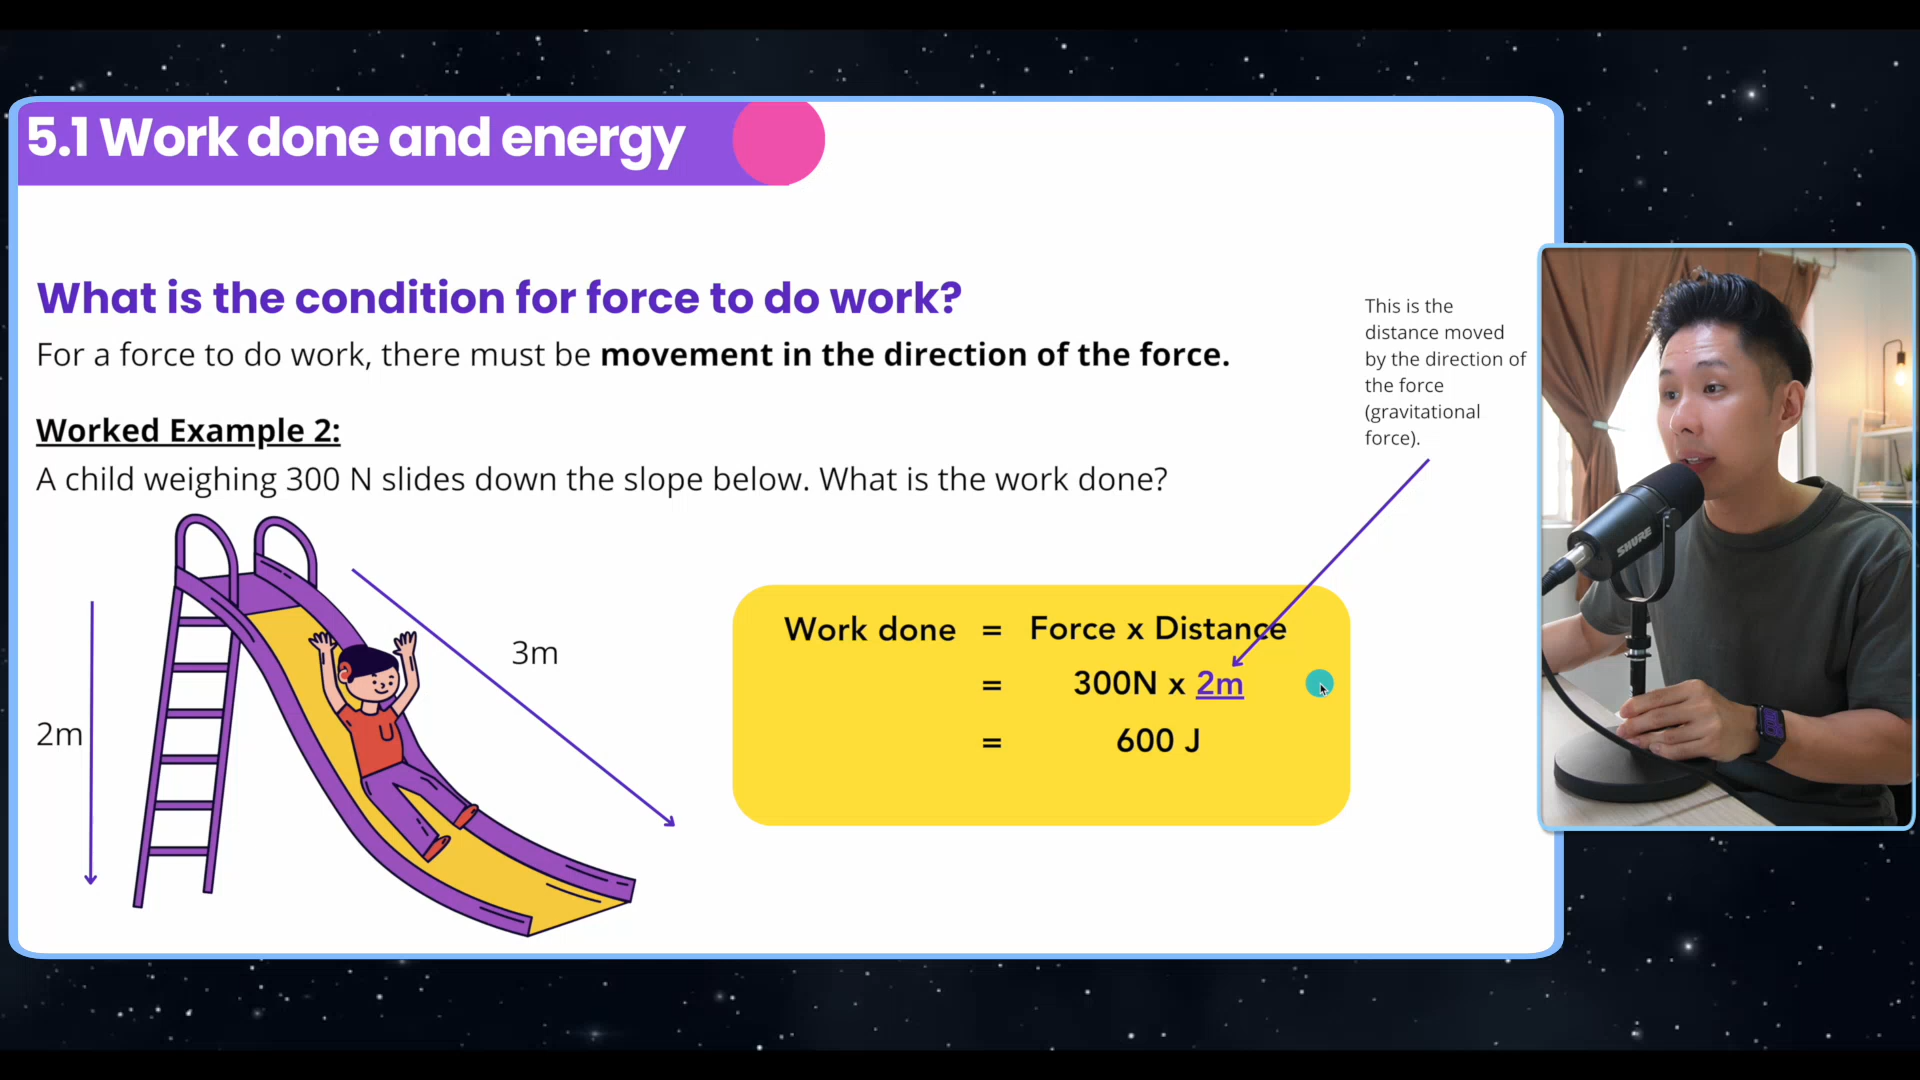 5.1 Work done and energy
What is the condition for force to do work?
For a force to do work, there must be movement in the direction of the force.
This is the
distance moved
by the direction of
the force
(gravitational
force).
Worked Example 2:
A child weighing 300 N slides down the slope below. What is the work done?
3m
2m
Work done = Force x Distance
= 300N x 2m
= 600 J
SHURE